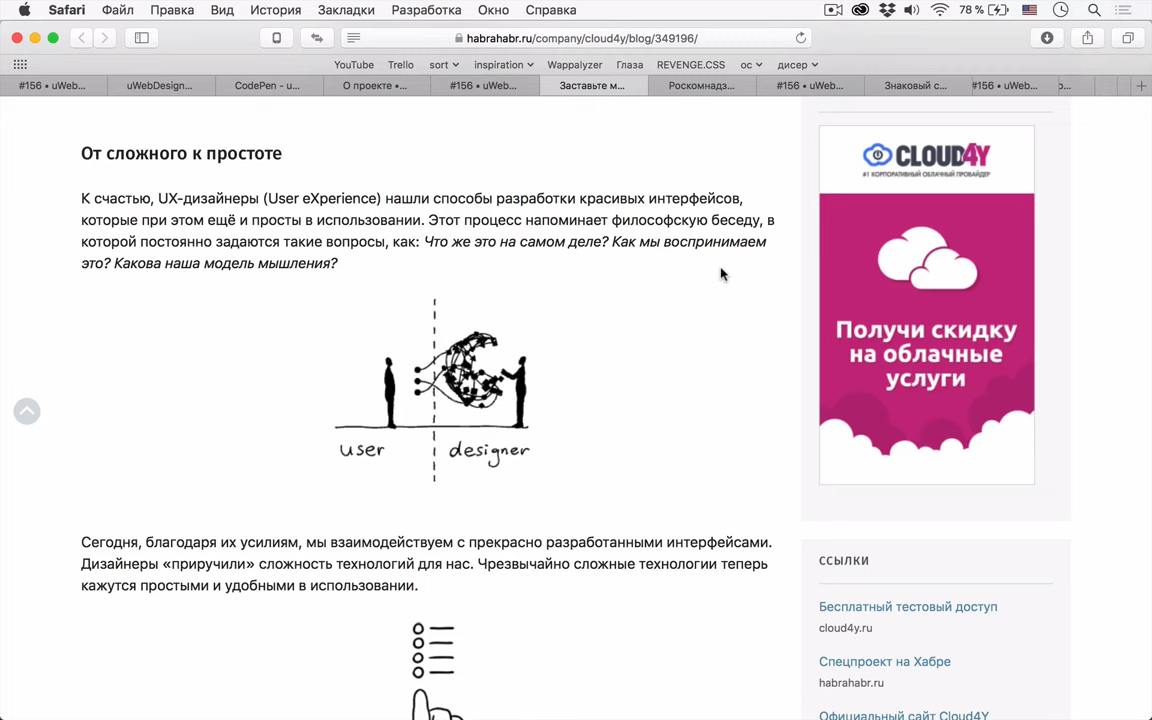 Safari Файл Правка Вид История Закладки Разработка Окно Справка 78 %
habrahabr.ru/company/cloud4y/blog/349196/
YouTube Trello sort inspiration Wappalyzer Глаза REVENGE.CSS ос дисер
#156 • uWeb... uWebDesign... CodePen - u... О проекте •... #156 • uWeb... Заставьте м... Роскомнадз... #156 • uWeb... Знаковый с... #156 • uWeb...
От сложного к простоте
К счастью, UX-дизайнеры (User eXperience) нашли способы разработки красивых интерфейсов,
которые при этом ещё и просты в использовании. Этот процесс напоминает философскую беседу, в
которой постоянно задаются такие вопросы, как: Что же это на самом деле? Как мы воспринимаем
это? Какова наша модель мышления?
user designer
Сегодня, благодаря их усилиям, мы взаимодействуем с прекрасно разработанными интерфейсами.
Дизайнеры «приручили» сложность технологий для нас. Чрезвычайно сложные технологии теперь
кажутся простыми и удобными в использовании.
CLOUD4Y
#1 КОРПОРАТИВНЫЙ ОБЛАЧНЫЙ ПРОВАЙДЕР
Получи скидку
на облачные
услуги
ССЫЛКИ
Бесплатный тестовый доступ
cloud4y.ru
Спецпроект на Хабре
habrahabr.ru
Официальный сайт Cloud4Y